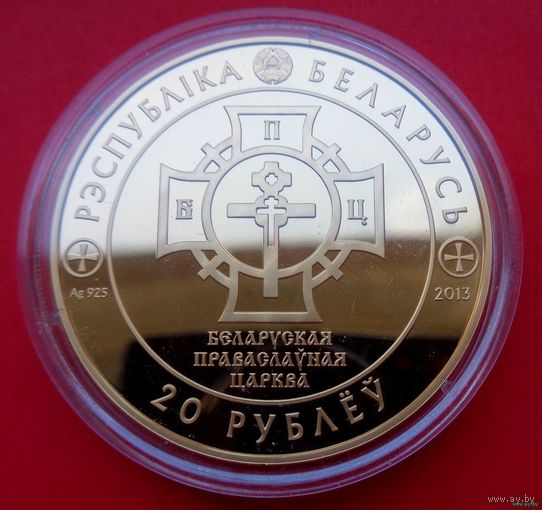 РЭСПУБЛІКА БЕЛАРУСЬ
П
Б Ц
Ag 925 2013
БЕЛАРУСКАЯ
ПРАВАСЛАЎНАЯ
ЦАРКВА
20 РУБЛЁЎ
www.ay.by